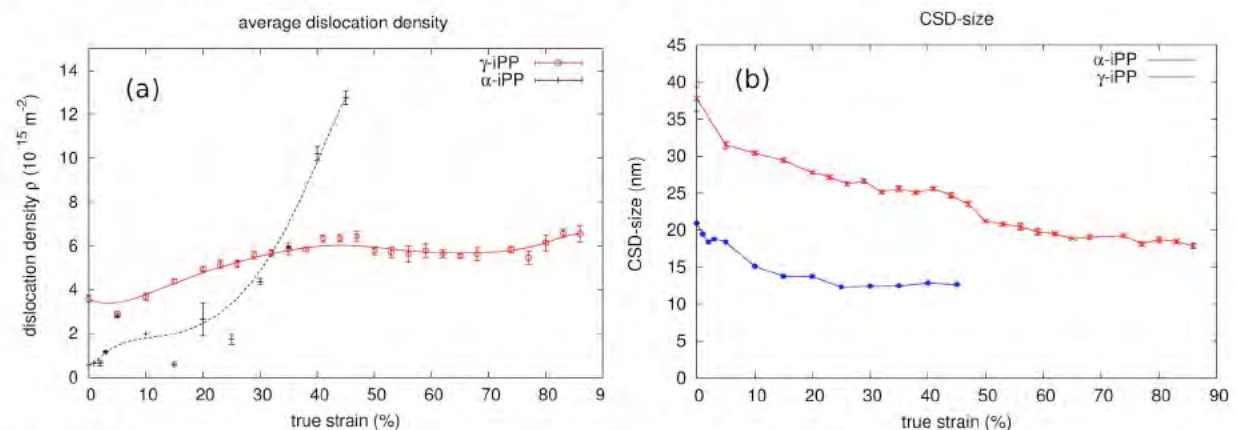 average dislocation density
(a)
γ-iPP
α-iPP
dislocation density ρ (10 15 m-2)
14
12
10
8
6
4
2
0
0 10 20 30 40 50 60 70 80 9
true strain (%)
CSD-size
(b)
α-iPP
γ-iPP
CSD-size (nm)
45
40
35
30
25
20
15
10
5
0
0 10 20 30 40 50 60 70 80 90
true strain (%)